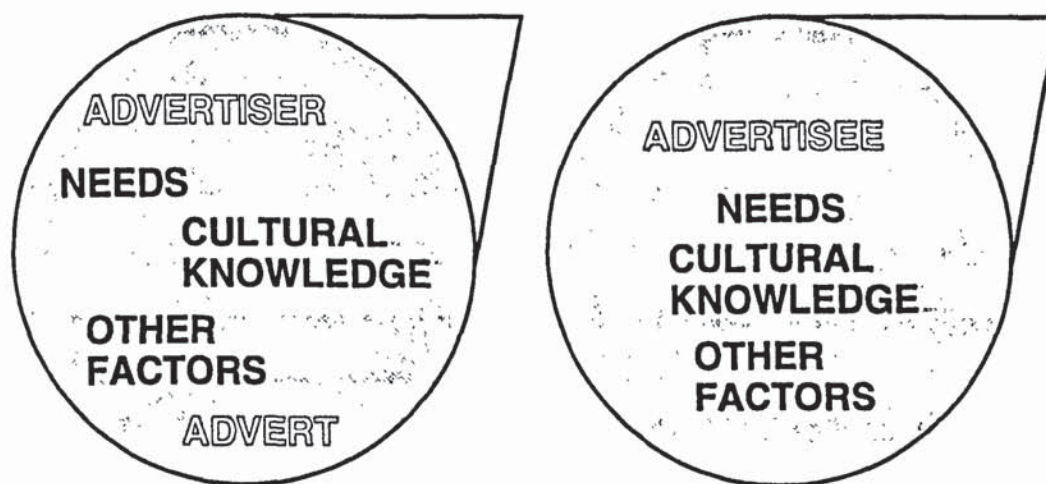 ADVERTISER
NEEDS
CULTURAL
KNOWLEDGE
OTHER
FACTORS
ADVERT
ADVERTISEE
NEEDS
CULTURAL
KNOWLEDGE
OTHER
FACTORS